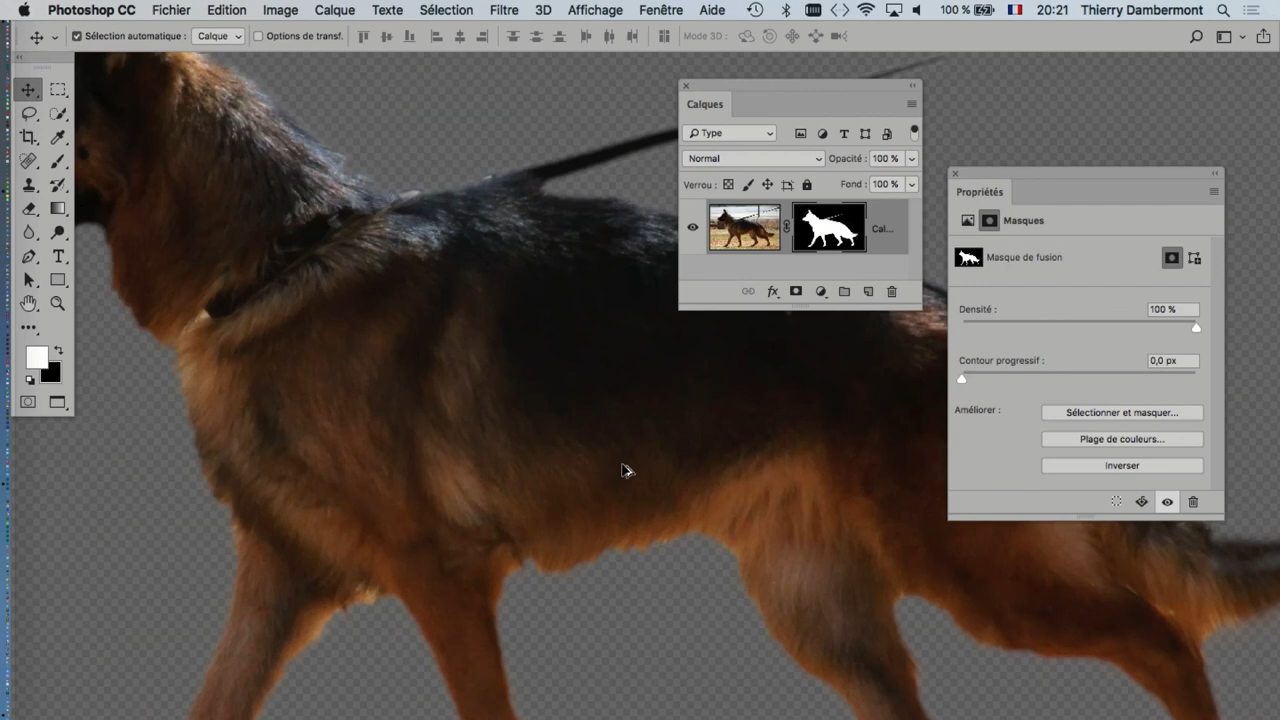 Photoshop CC Fichier Edition Image Calque Texte Sélection Filtre 3D Affichage Fenêtre Aide 100 % 20:21 Thierry Dambermont
Sélection automatique : Calque Options de transf. Mode 3D :
Calques
Type
Normal Opacité : 100 %
Verrou : Fond : 100 %
Cal...
Propriétés
Masques
Masque de fusion
Densité : 100 %
Contour progressif : 0,0 px
Améliorer : Sélectionner et masquer...
Plage de couleurs...
Inverser